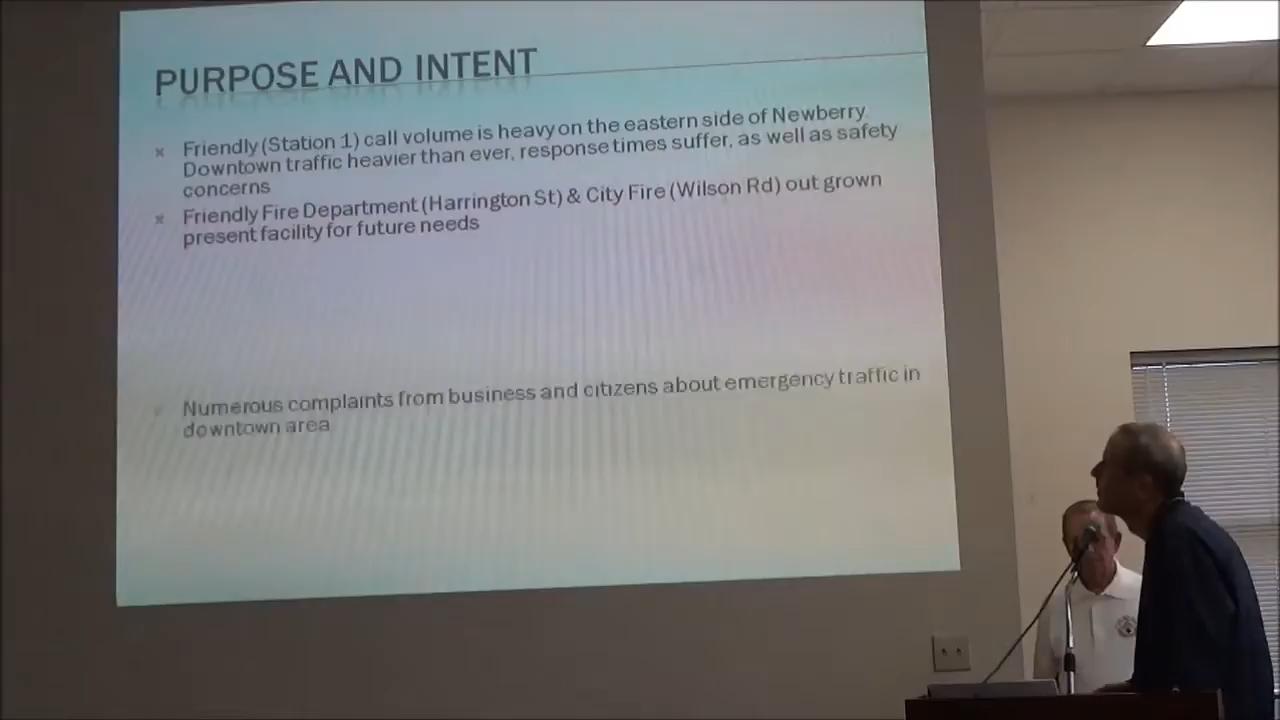 PURPOSE AND INTENT
Friendly (Station 1) call volume is heavy on the eastern side of Newberry
Downtown traffic heavier than ever, response times suffer, as well as safety
concerns
Friendly Fire Department (Harrington St) & City Fire (Wilson Rd) out grown
present facility for future needs
Numerous complaints from business and citizens about emergency traffic in
downtown area